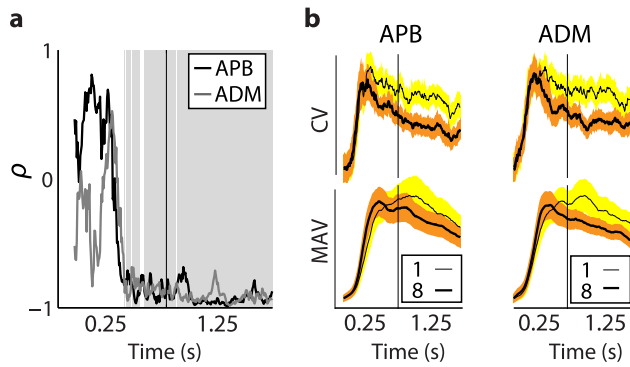 a
1
APB
ADM
ρ
0
−1
0.25 1.25
Time (s)
b
APB ADM
CV
MAV
1
8
1
8
0.25 1.25 0.25 1.25
Time (s) Time (s)